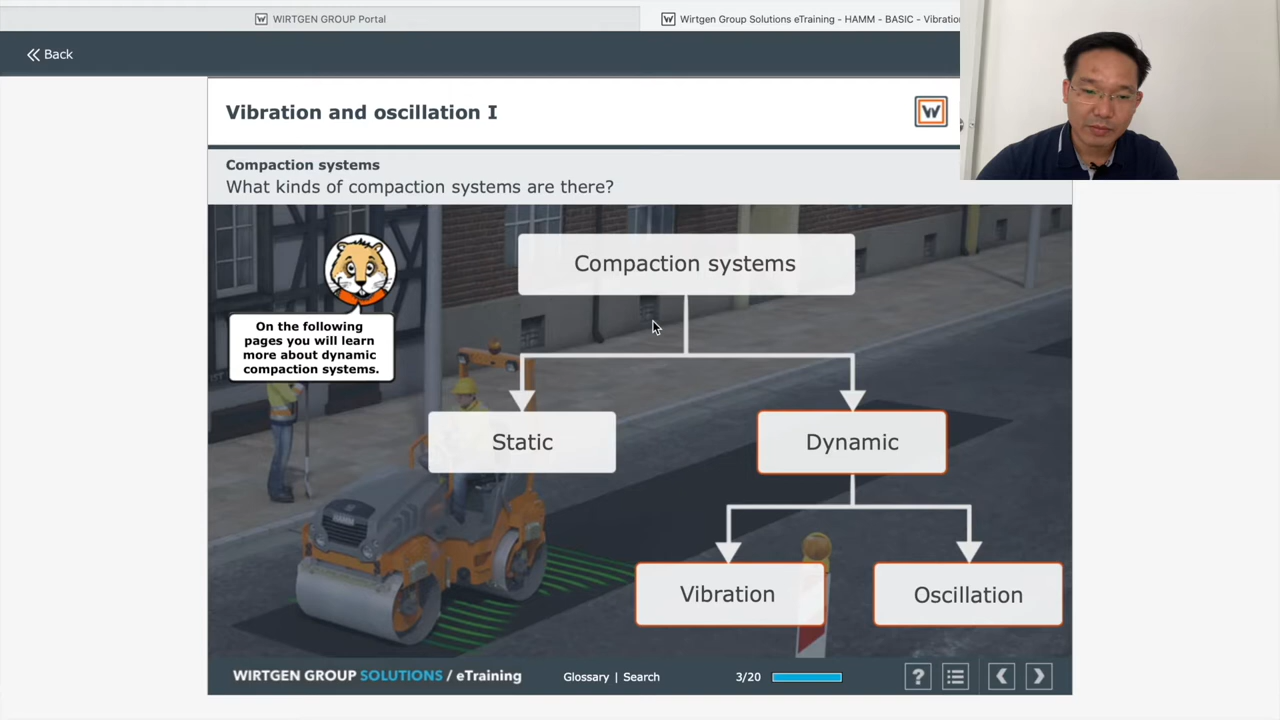 WIRTGEN GROUP Portal
Wirtgen Group Solutions eTraining - HAMM - BASIC - Vibratio
Back
Vibration and oscillation I
W
Compaction systems
What kinds of compaction systems are there?
Compaction systems
On the following
pages you will learn
more about dynamic
compaction systems.
Static
Dynamic
HAMM
Vibration
Oscillation
WIRTGEN GROUP SOLUTIONS / eTraining
Glossary | Search
3/20
?